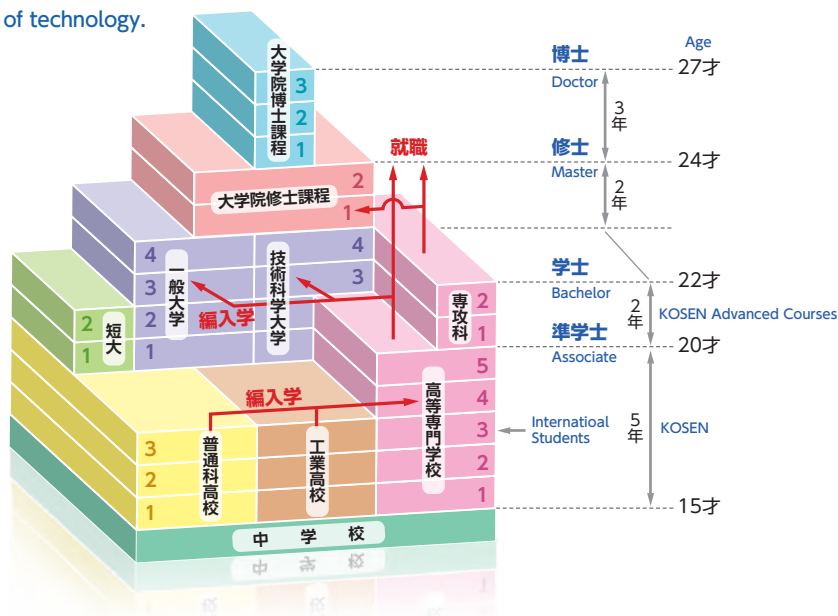 of technology.
Age
博士
27才
Doctor
大学院博士課程
3
2
1
3年
就職
修士
24才
Master
2
1
大学院修士課程
2年
4
3
2
1
一般大学
技術科学大学
4
3
学士
22才
Bachelor
専攻科
2
1
2年
KOSEN Advanced Courses
編入学
短大
2
1
準学士
20才
Associate
5
4
3
2
1
高等専門学校
編入学
Internatioal
Students
5年
KOSEN
3
2
1
普通科高校
工業高校
15才
中学校